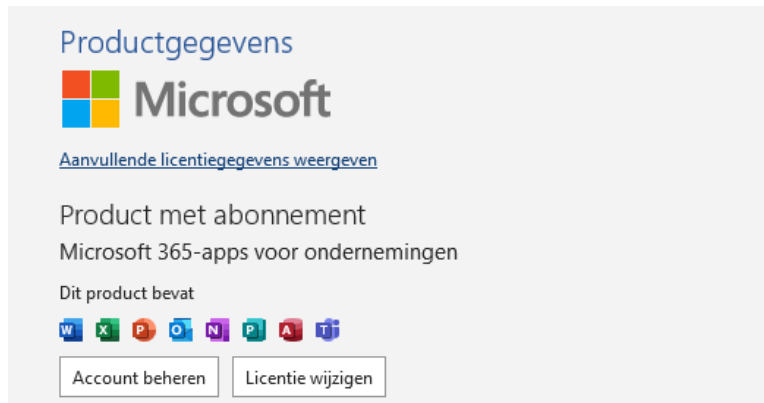 Productgegevens
Microsoft
Aanvullende licentiegegevens weergeven
Product met abonnement
Microsoft 365-apps voor ondernemingen
Dit product bevat
W X P O N P A T
Account beheren Licentie wijzigen